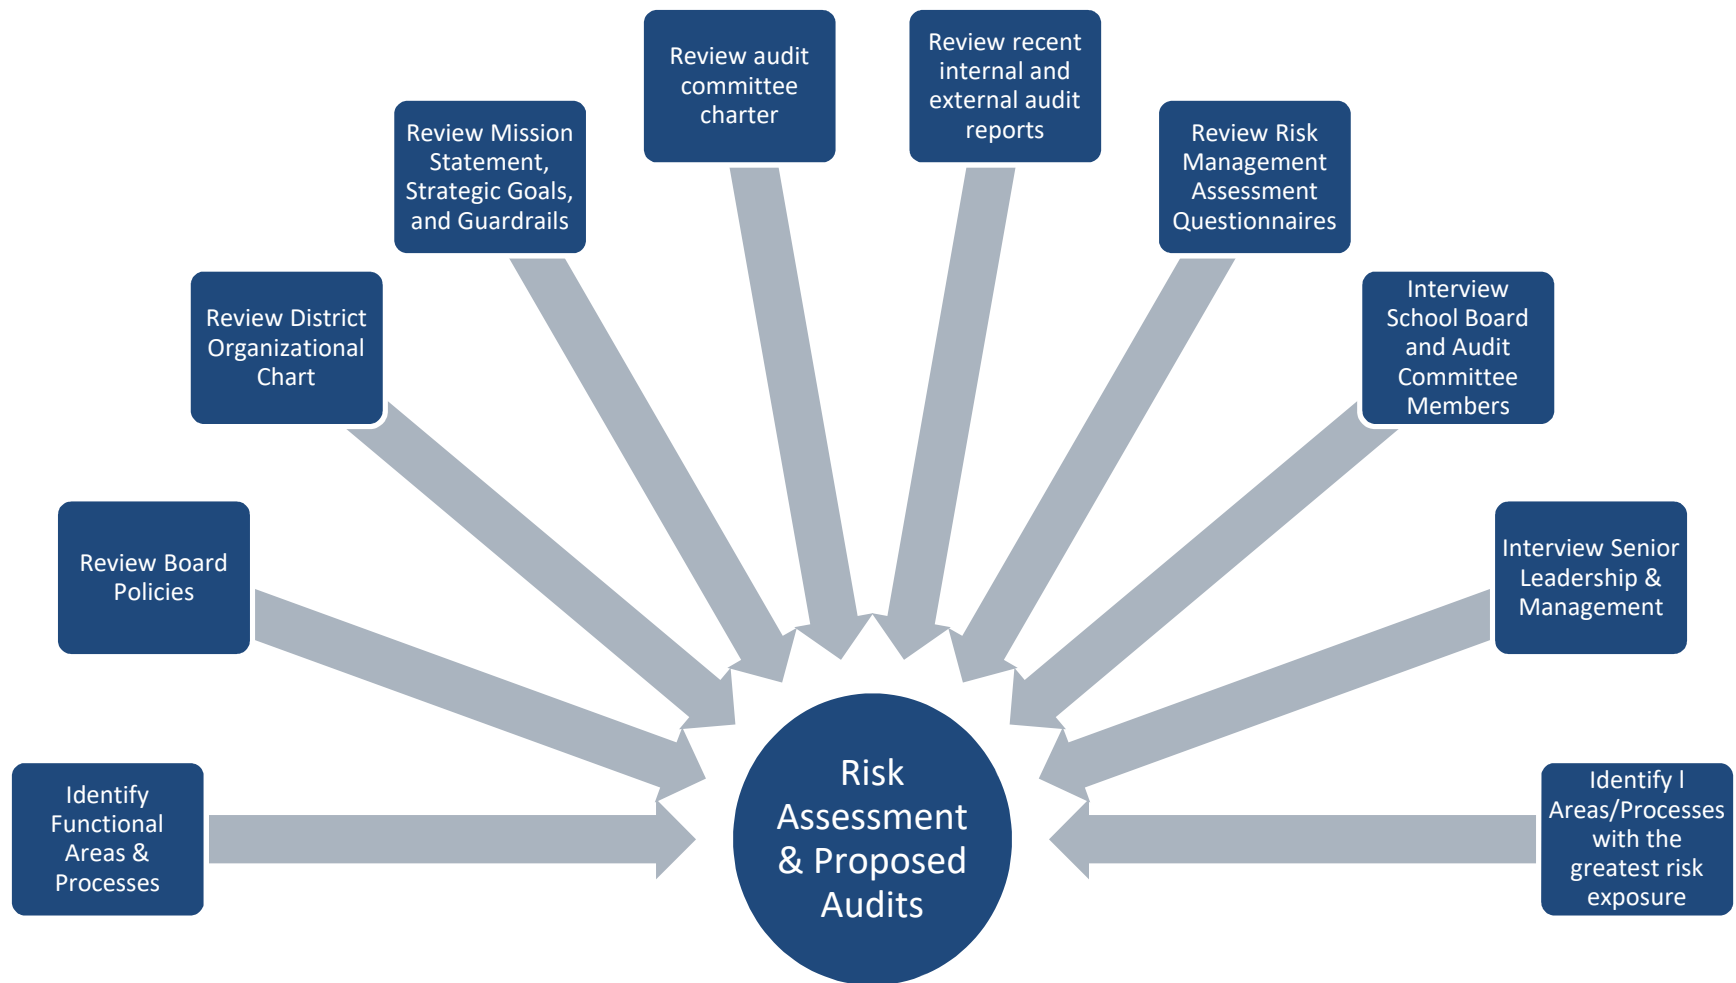 Review audit
committee
charter
Review recent
internal and
external audit
reports
Review Mission
Statement,
Strategic Goals,
and Guardrails
Review Risk
Management
Assessment
Questionnaires
Review District
Organizational
Chart
Interview
School Board
and Audit
Committee
Members
Review Board
Policies
Interview Senior
Leadership &
Management
Identify
Functional
Areas &
Processes
Risk
Assessment
& Proposed
Audits
Identify l
Areas/Processes
with the
greatest risk
exposure